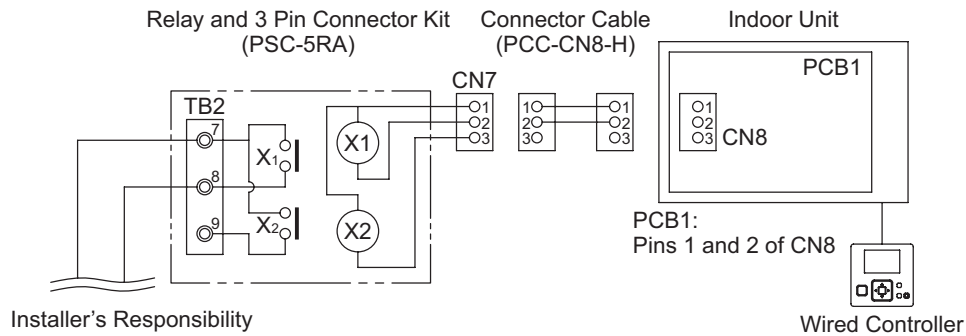 Relay and 3 Pin Connector Kit
(PSC-5RA)
Connector Cable
(PCC-CN8-H)
Indoor Unit
PCB1
CN7
TB2
7
8
9
X1
X2
X1
X2
1
2
3
1
2
3
1
2
3
1
2
3
CN8
PCB1:
Pins 1 and 2 of CN8
Installer's Responsibility
Wired Controller